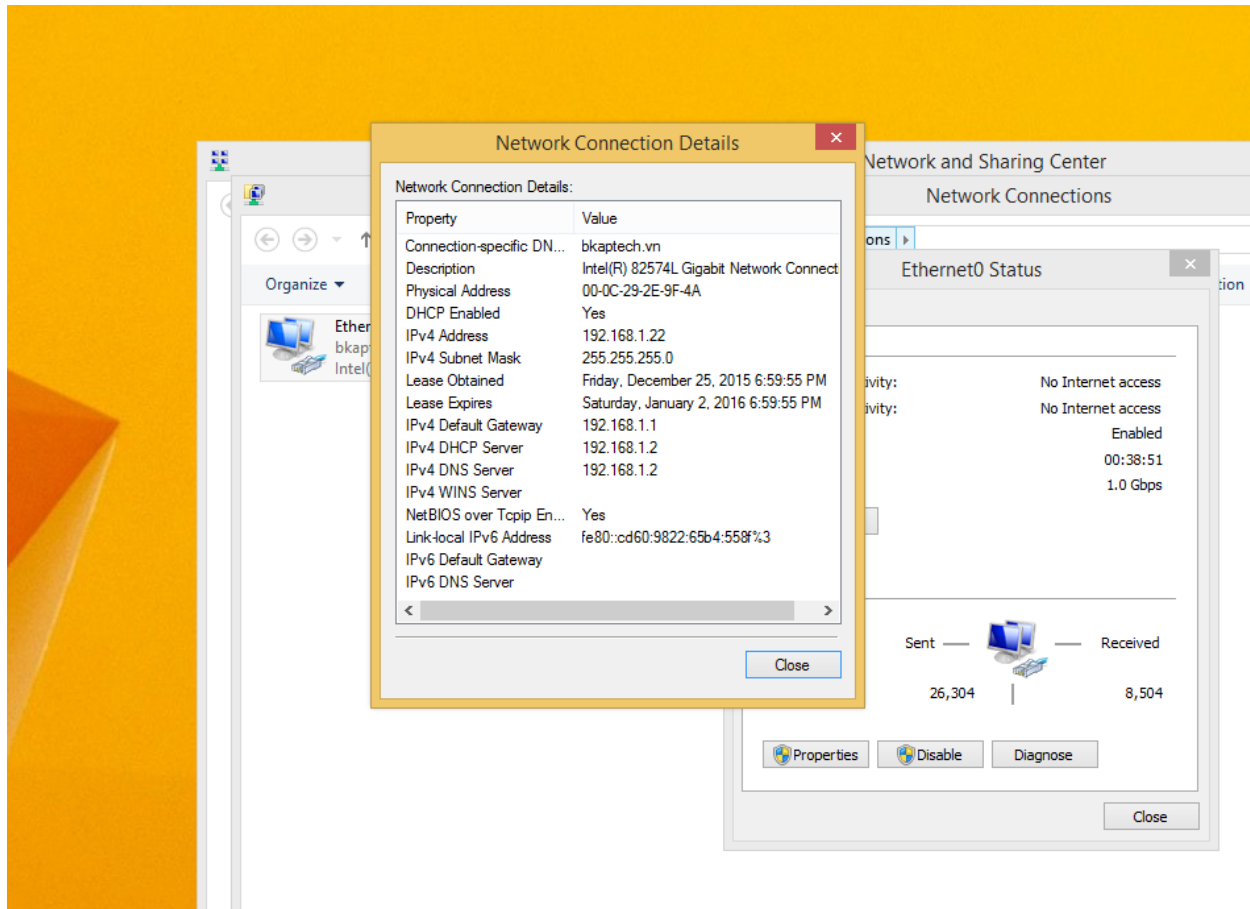 Network Connection Details
Network and Sharing Center
Network Connections
Network Connection Details:
Property Value
Connection-specific DN... bkaptech.vn
Description Intel(R) 82574L Gigabit Network Connect
Physical Address 00-0C-29-2E-9F-4A
DHCP Enabled Yes
IPv4 Address 192.168.1.22
IPv4 Subnet Mask 255.255.255.0
Lease Obtained Friday, December 25, 2015 6:59:55 PM
Lease Expires Saturday, January 2, 2016 6:59:55 PM
IPv4 Default Gateway 192.168.1.1
IPv4 DHCP Server 192.168.1.2
IPv4 DNS Server 192.168.1.2
IPv4 WINS Server
NetBIOS over Tcpip En... Yes
Link-local IPv6 Address fe80::cd60:9822:65b4:558f%3
IPv6 Default Gateway
IPv6 DNS Server
Close
Organize
Ether
bkap
Intel(
ons
tion
Ethernet0 Status
ivity: No Internet access
ivity: No Internet access
Enabled
00:38:51
1.0 Gbps
Sent Received
26,304 8,504
Properties Disable Diagnose
Close